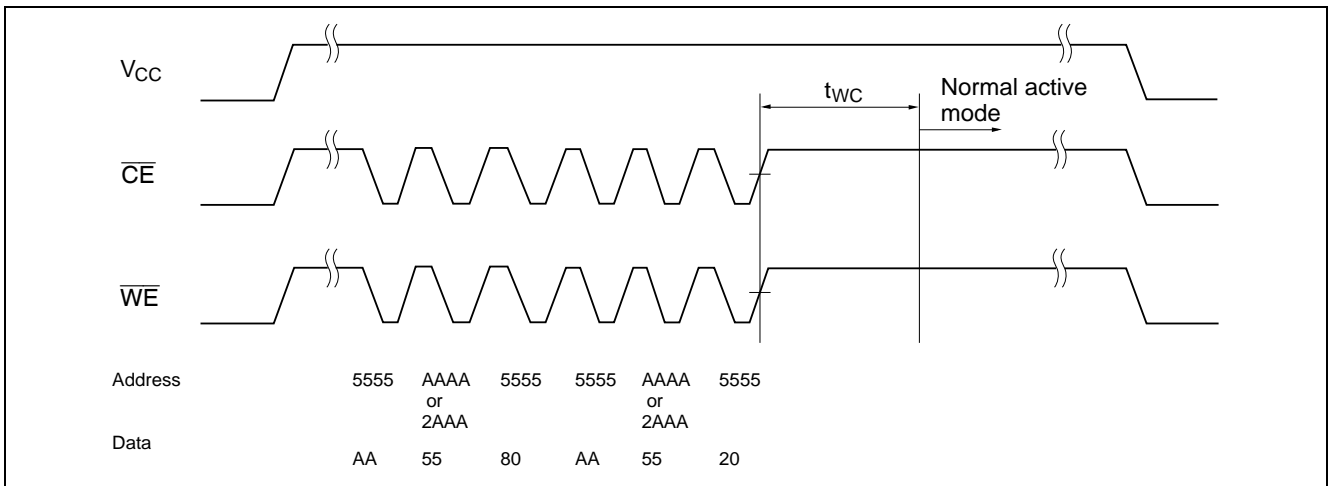 VCC
tWC
Normal active
mode
CE
WE
Address 5555 AAAA 5555 5555 AAAA 5555
or or
2AAA 2AAA
Data
AA 55 80 AA 55 20